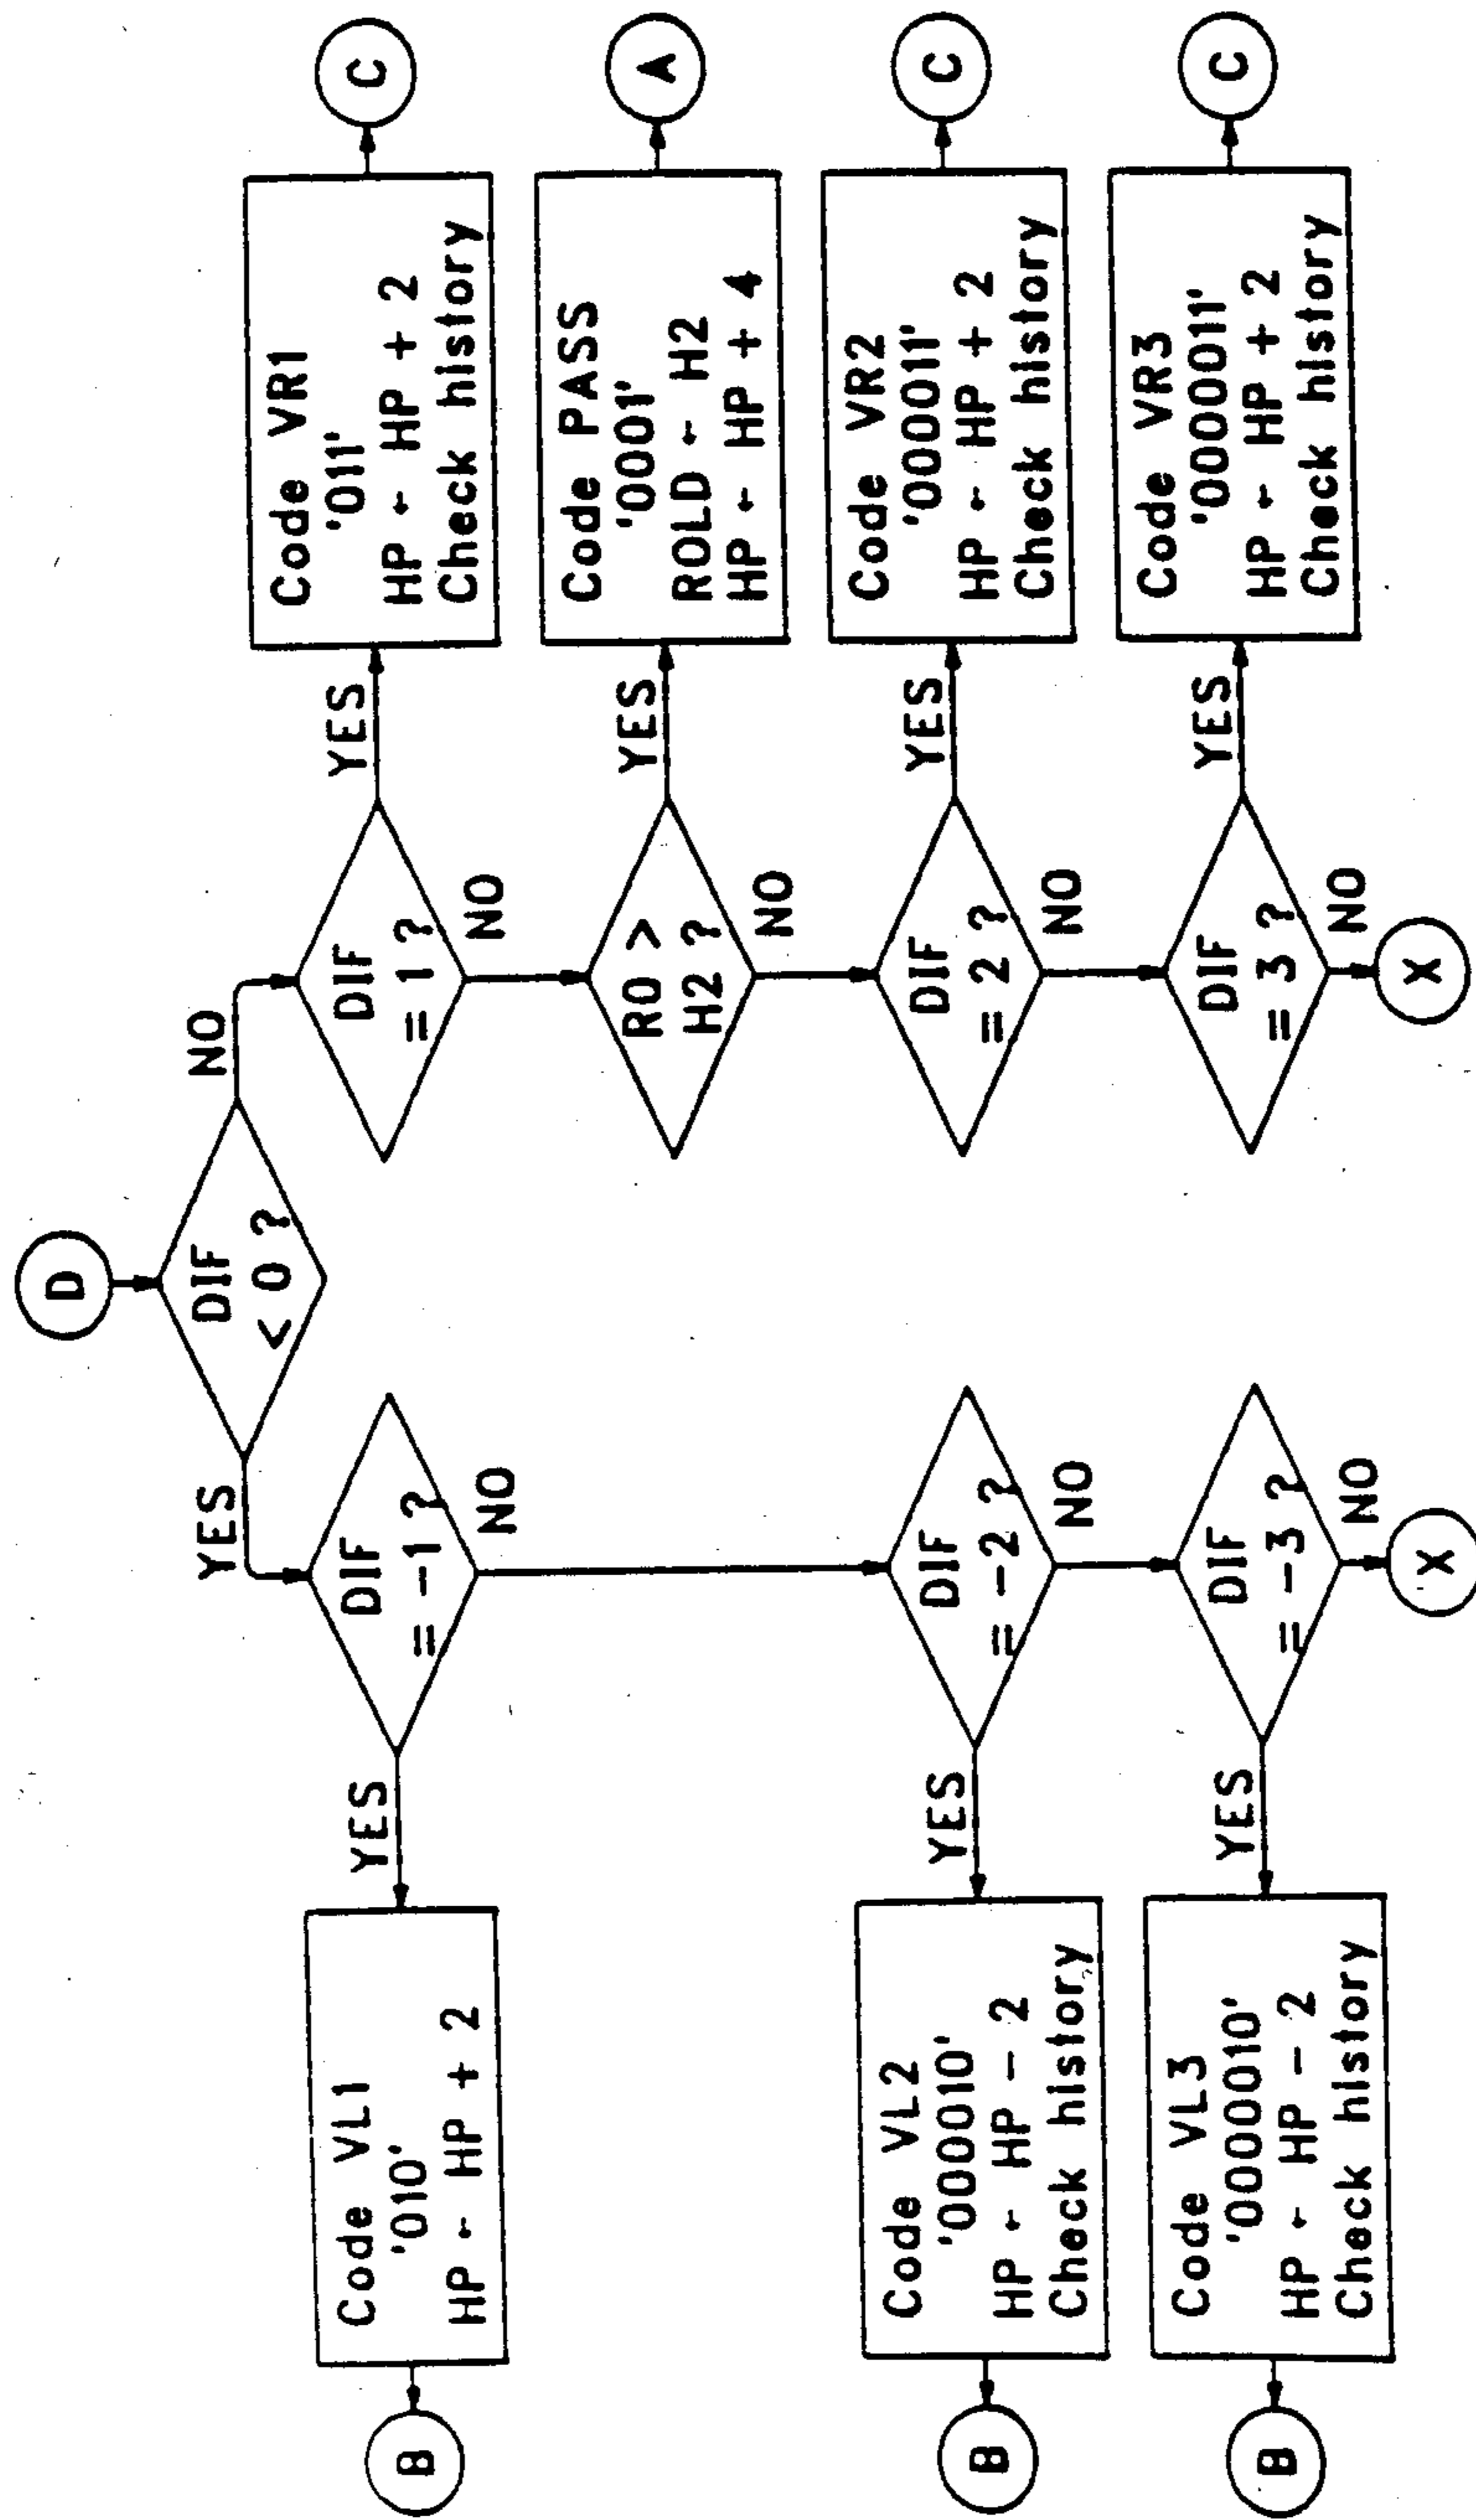 D
DIF
< 0 ?
YES
NO
Code VL1
'010'
HP ← HP + 2
B
YES
DIF
= -1 ?
NO
DIF
= 1 ?
YES
NO
Code VR1
'011'
HP ← HP + 2
Check history
C
RO >
H2 ?
YES
NO
Code PASS
'0001'
ROLD ← H2
HP ← HP + 4
A
Code VL2
'000010'
HP ← HP - 2
Check history
B
YES
DIF
= -2 ?
NO
DIF
= 2 ?
YES
NO
Code VR2
'000011'
HP ← HP + 2
Check history
C
Code VL3
'0000010'
HP ← HP - 2
Check history
B
YES
DIF
= -3 ?
NO
X
DIF
= 3 ?
YES
NO
X
Code VR3
'0000011'
HP ← HP + 2
Check history
C